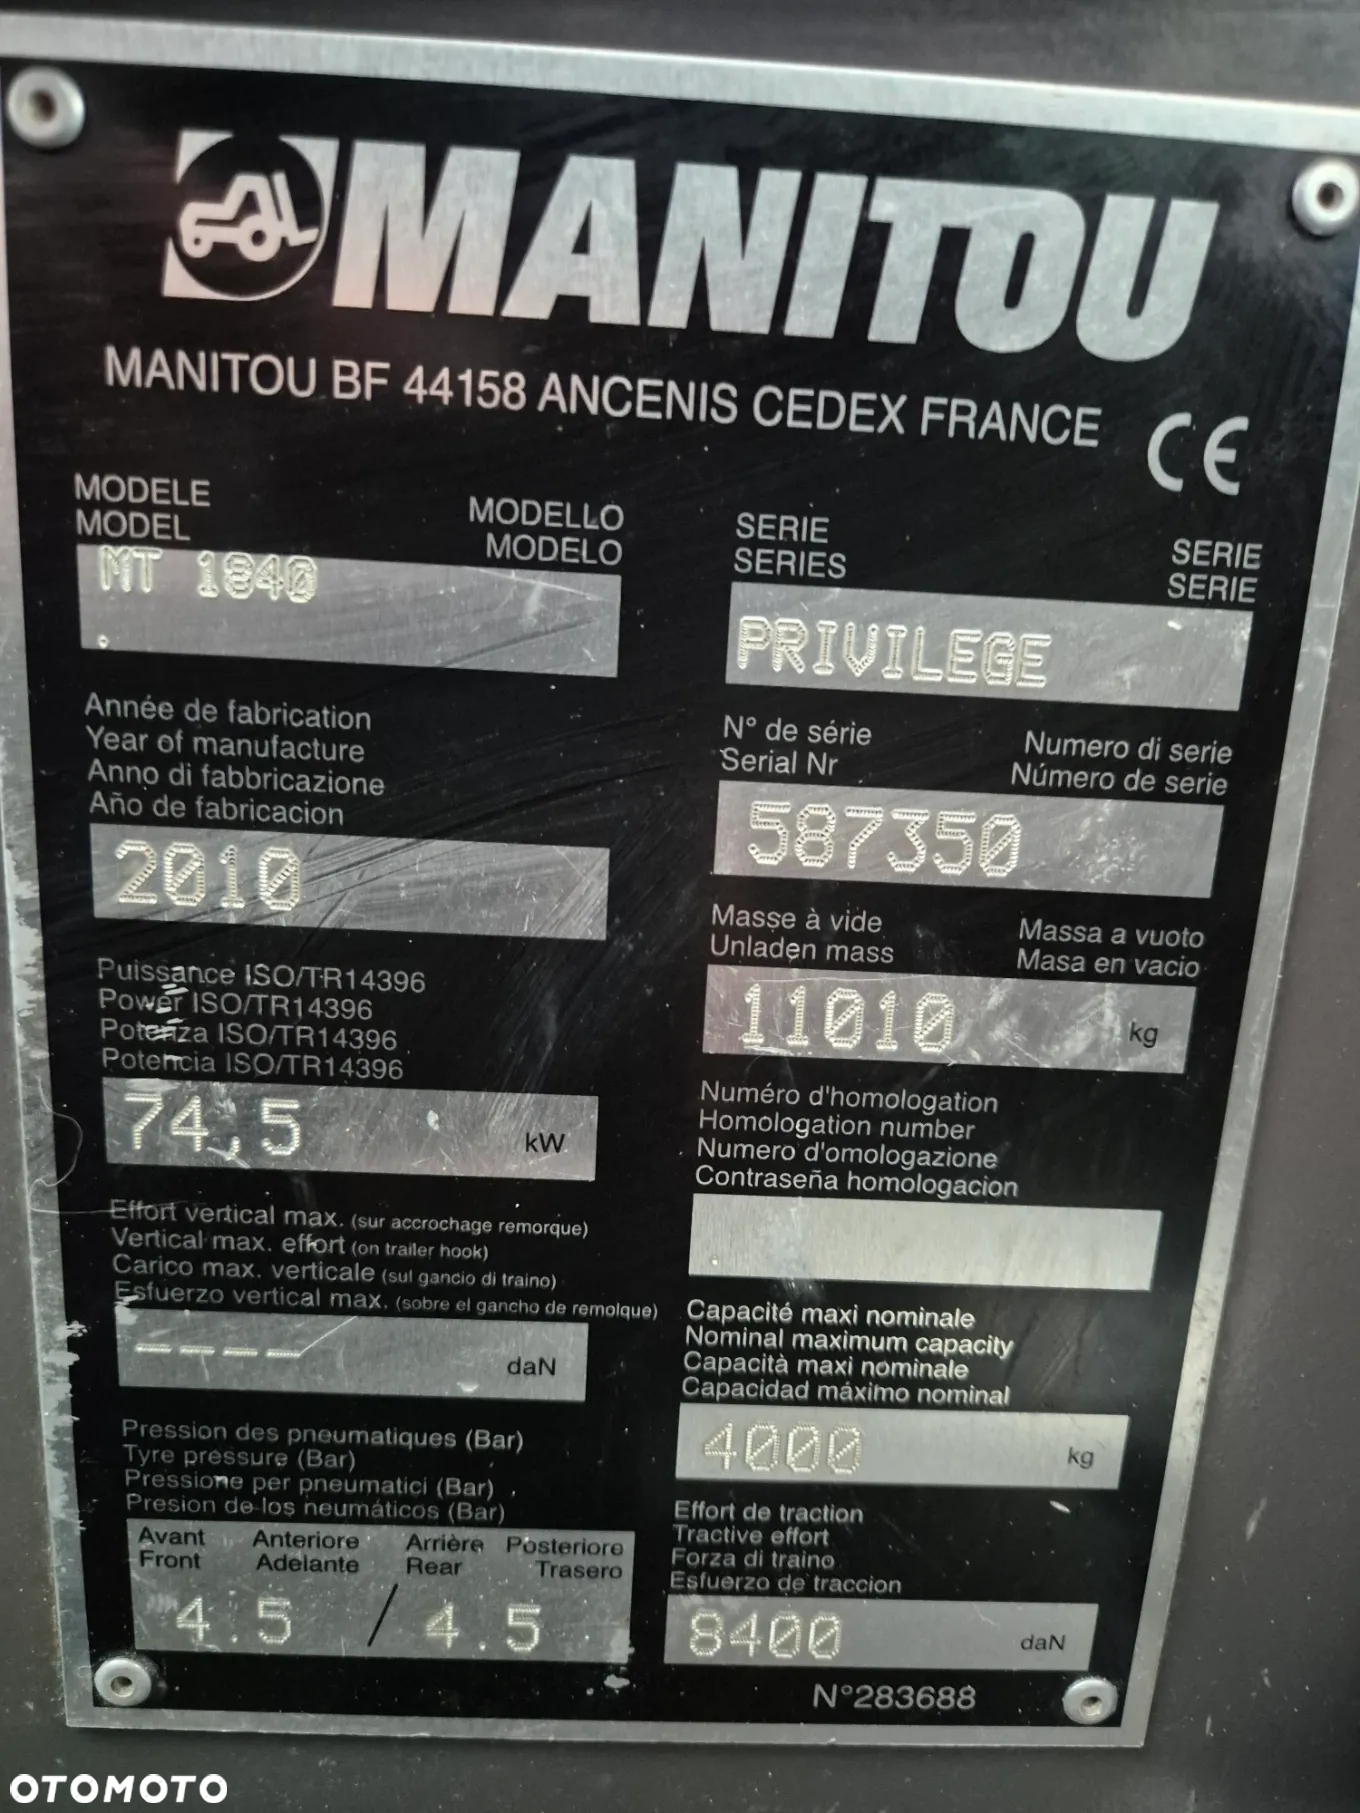 MANITOU
MANITOU BF 44158 ANCENIS CEDEX FRANCE
CE
MODELE
MODEL
MODELLO
MODELO
MT 1840
.
SERIE
SERIES
SERIE
SERIE
PRIVILEGE
Année de fabrication
Year of manufacture
Anno di fabbricazione
Año de fabricacion
2010
N° de série
Serial Nr
Numero di serie
Número de serie
587350
Masse à vide
Unladen mass
Massa a vuoto
Masa en vacio
11010 kg
Puissance ISO/TR14396
Power ISO/TR14396
Potenza ISO/TR14396
Potencia ISO/TR14396
74,5 kW
Numéro d'homologation
Homologation number
Numero d'omologazione
Contraseña homologacion
.
Effort vertical max. (sur accrochage remorque)
Vertical max. effort (on trailer hook)
Carico max. verticale (sul gancio di traino)
Esfuerzo vertical max. (sobre el gancho de remolque)
---- daN
Capacité maxi nominale
Nominal maximum capacity
Capacità maxi nominale
Capacidad máximo nominal
4000 kg
Pression des pneumatiques (Bar)
Tyre pressure (Bar)
Pressione per pneumatici (Bar)
Presion de los neumáticos (Bar)
Avant Anteriore Arrière Posteriore
Front Adelante Rear Trasero
4.5 / 4.5
Effort de traction
Tractive effort
Forza di traino
Esfuerzo de traccion
8400 daN
N°283688
OTOMOTO